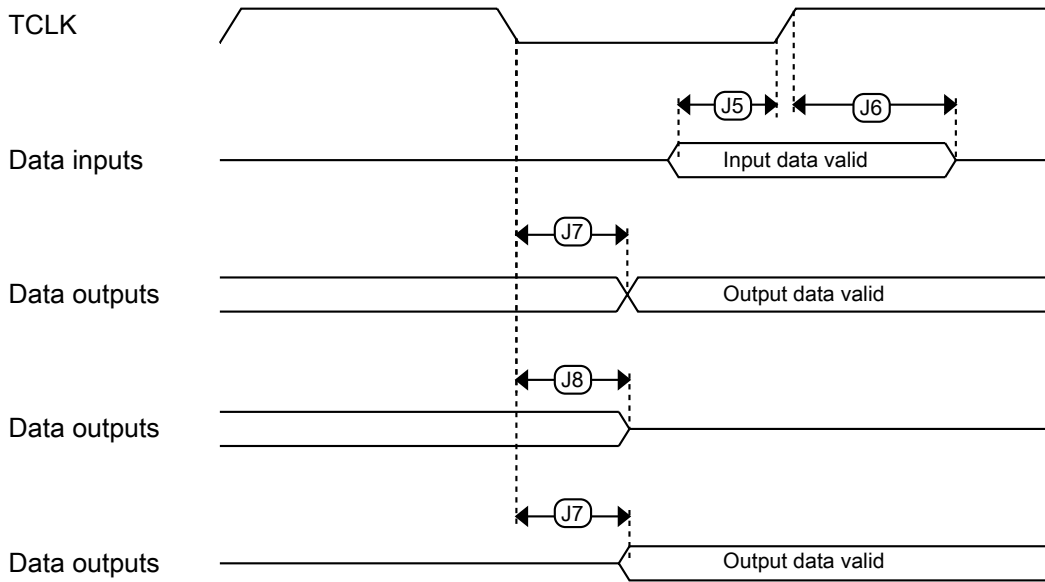 TCLK
J5
J6
Data inputs
Input data valid
J7
Data outputs
Output data valid
J8
Data outputs
J7
Data outputs
Output data valid